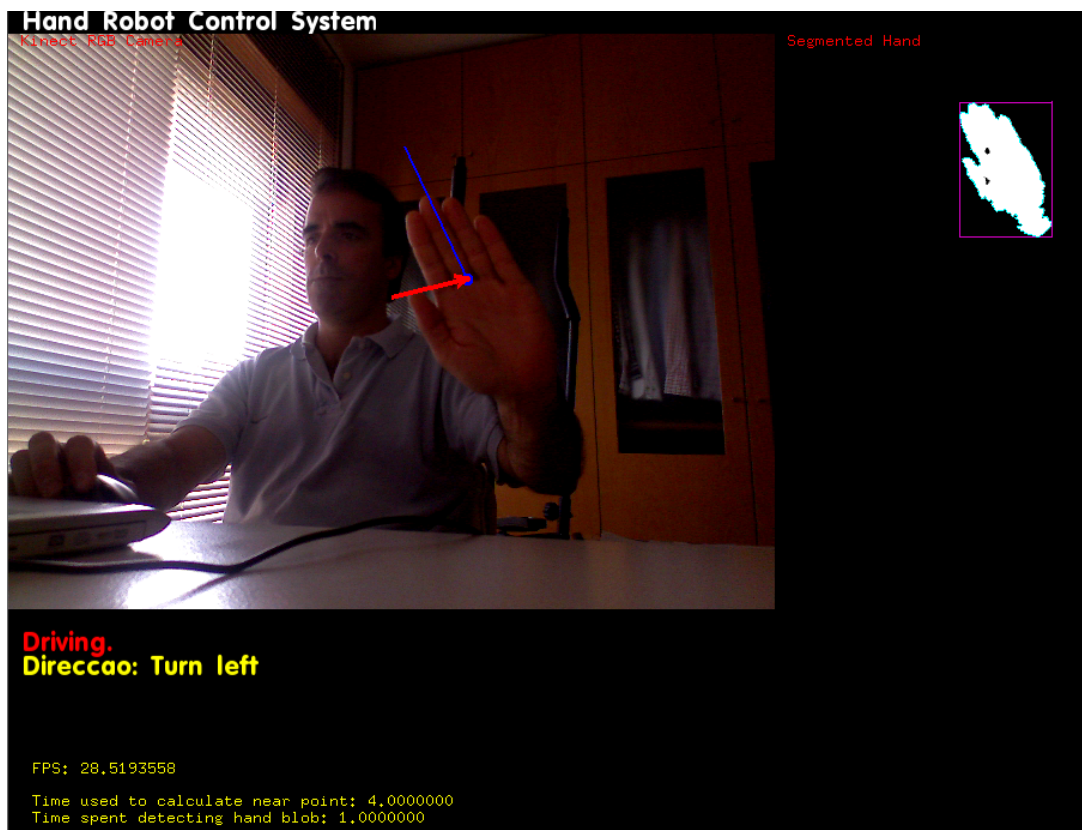 Hand Robot Control System
Kinect RGB Camera
Segmented Hand
Driving.
Direccao: Turn left
FPS: 28.5193558
Time used to calculate near point: 4.0000000
Time spent detecting hand blob: 1.0000000